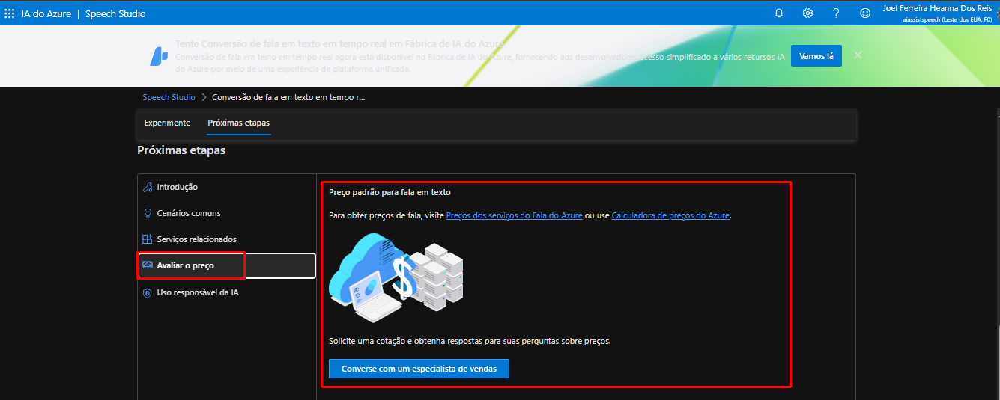 IA do Azure | Speech Studio
Joel Ferreira Heanna Dos Reis
aiassistspeech (Leste dos EUA, F0)
Tente Conversão de fala em texto em tempo real em Fábrica de IA do Azure
Conversão de fala em texto em tempo real agora está disponível no Fábrica de IA do Azure, fornecendo aos desenvolvedores acesso simplificado a vários recursos IA
do Azure por meio de uma experiência de plataforma unificada.
Vamos lá
Speech Studio > Conversão de fala em texto em tempo r...
Experimente
Próximas etapas
Próximas etapas
Introdução
Cenários comuns
Serviços relacionados
Avaliar o preço
Uso responsável da IA
Preço padrão para fala em texto
Para obter preços de fala, visite Preços dos serviços do Fala do Azure ou use Calculadora de preços do Azure.
$
Solicite uma cotação e obtenha respostas para suas perguntas sobre preços.
Converse com um especialista de vendas